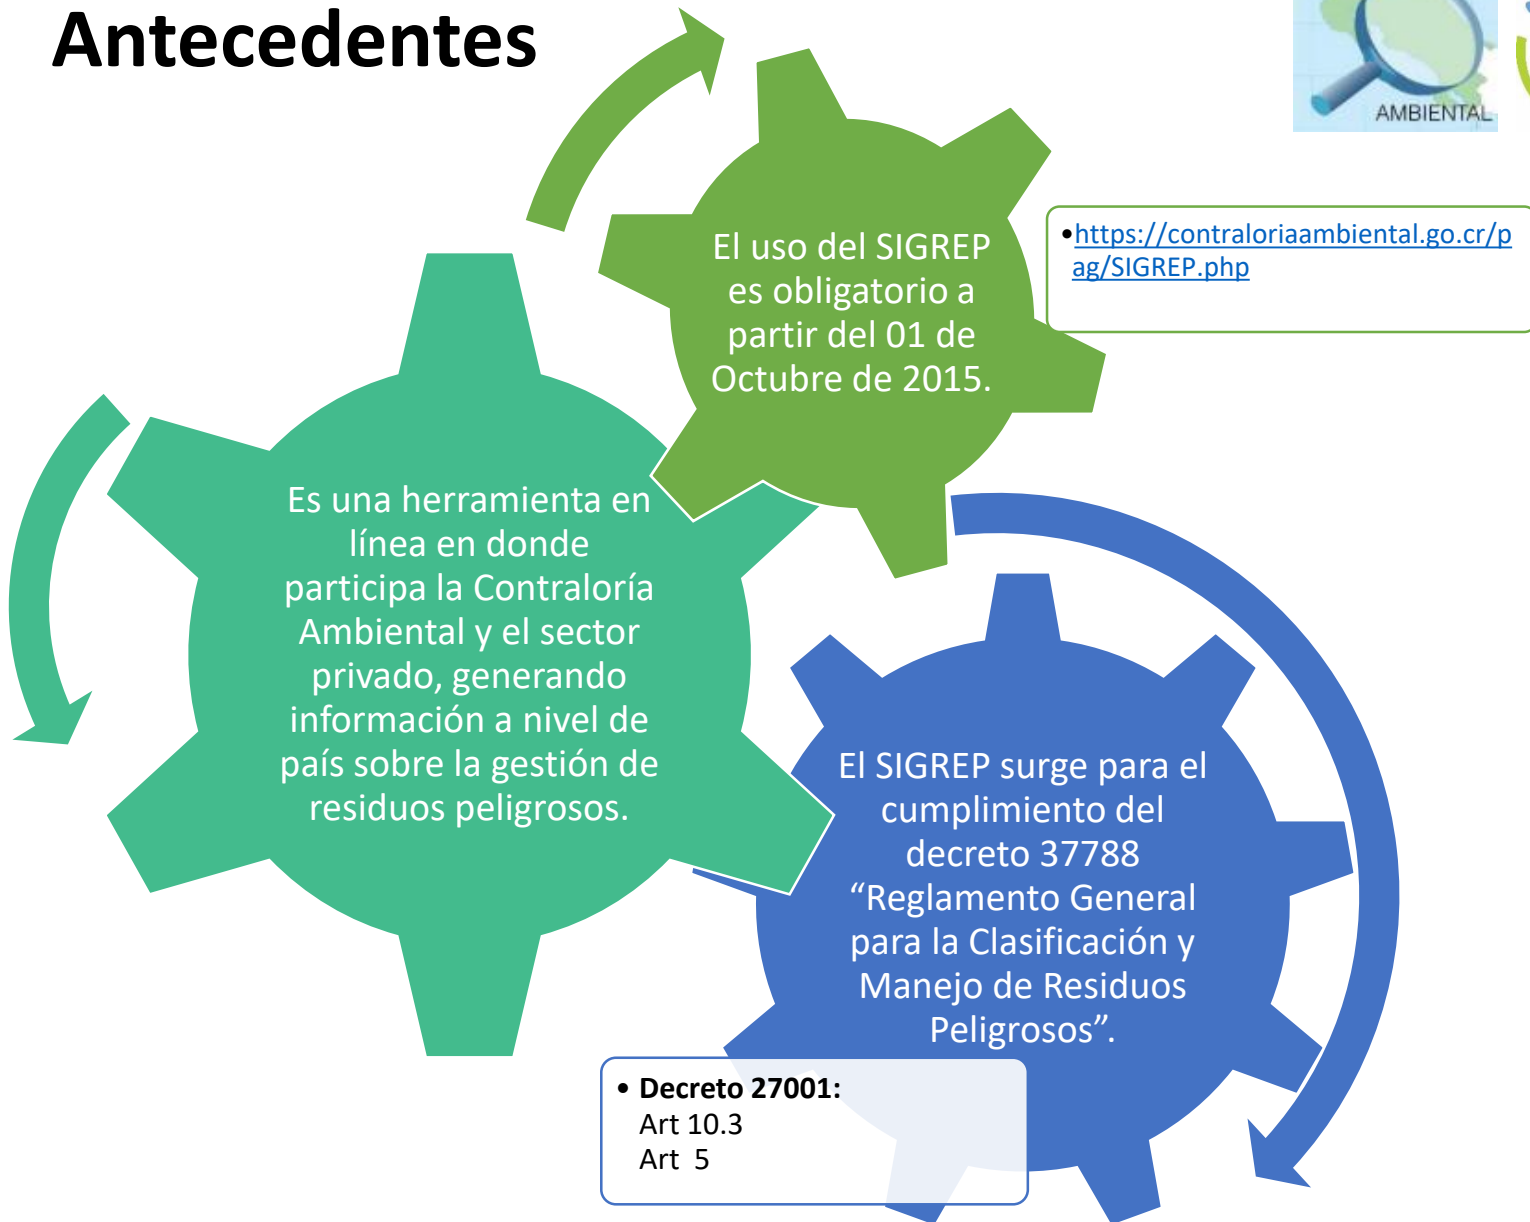 Antecedentes
AMBIENTAL
El uso del SIGREP
es obligatorio a
partir del 01 de
Octubre de 2015.
•https://contraloriaambiental.go.cr/p
ag/SIGREP.php
Es una herramienta en
línea en donde
participa la Contraloría
Ambiental y el sector
privado, generando
información a nivel de
país sobre la gestión de
residuos peligrosos.
El SIGREP surge para el
cumplimiento del
decreto 37788
“Reglamento General
para la Clasificación y
Manejo de Residuos
Peligrosos”.
• Decreto 27001:
Art 10.3
Art 5